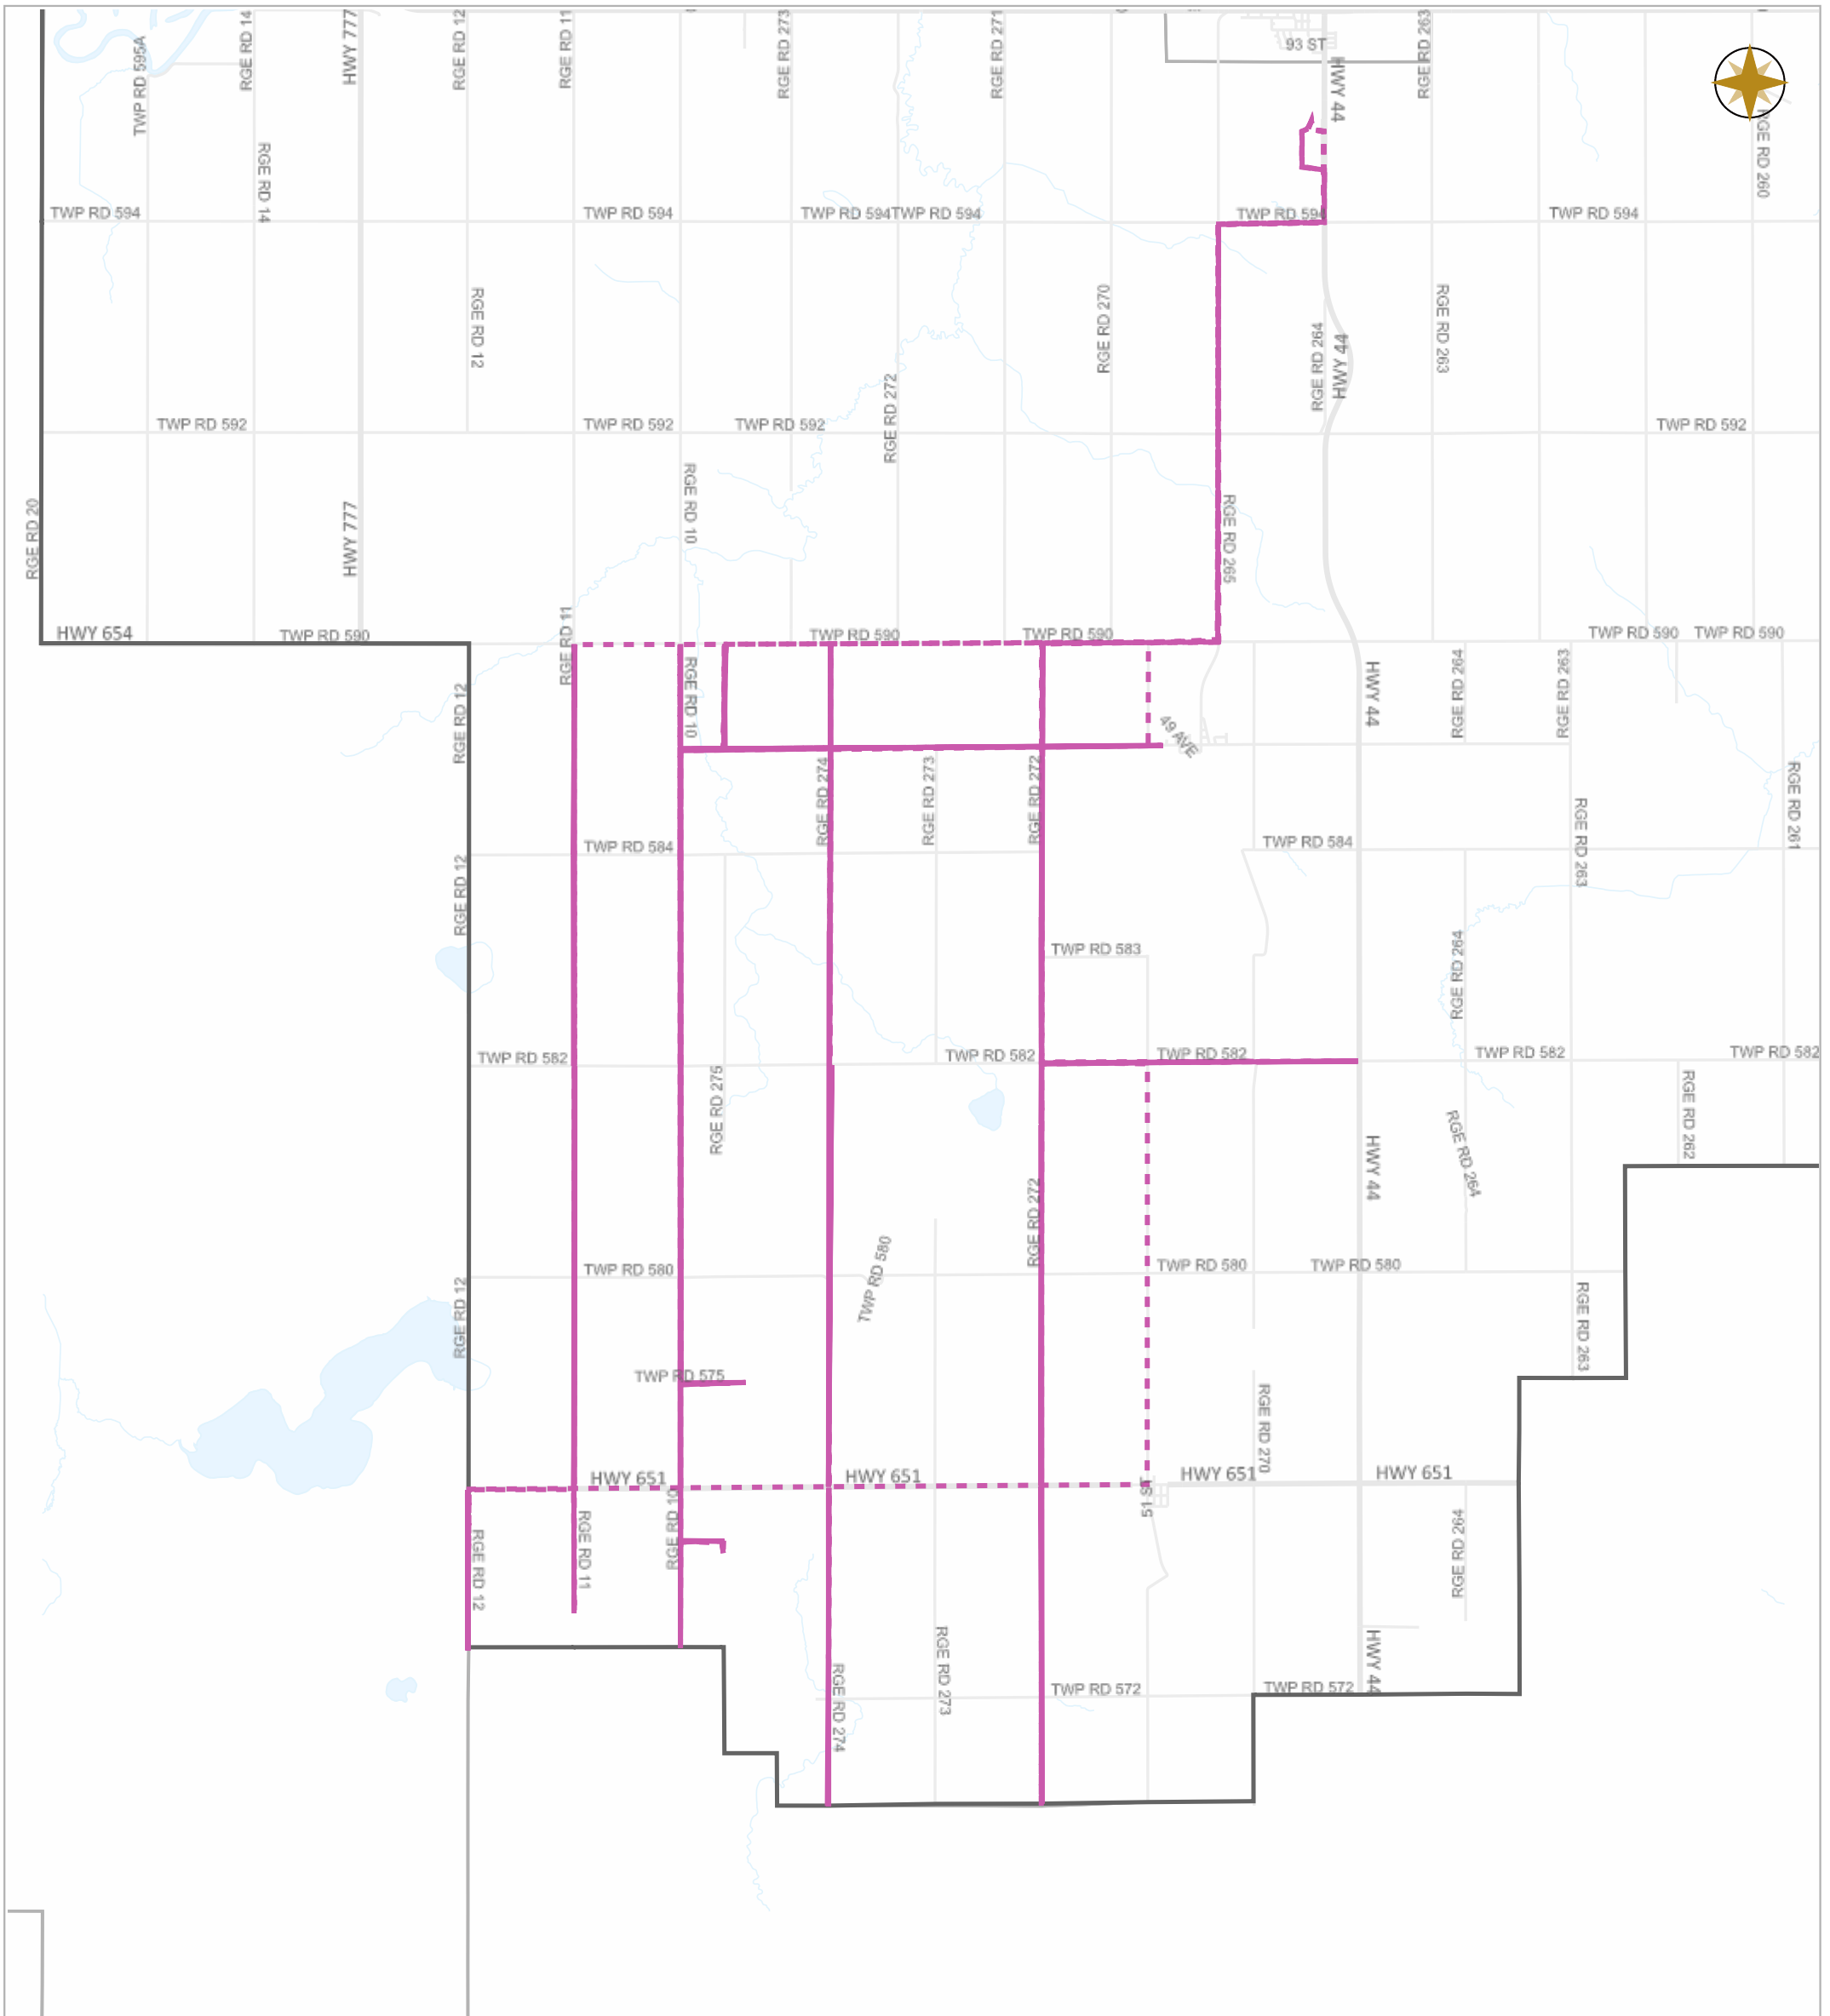 93 ST
RGE RD 14
HWY 777
RGE RD 12
RGE RD 11
RGE RD 273
RGE RD 271
RGE RD 263
TWP RD 595A
HWY 44
RGE RD 260
RGE RD 14
TWP RD 594
TWP RD 594
TWP RD 594
TWP RD 594
TWP RD 594
TWP RD 594
RGE RD 12
RGE RD 270
RGE RD 264
HWY 44
RGE RD 263
RGE RD 272
TWP RD 592
TWP RD 592
TWP RD 592
TWP RD 592
RGE RD 20
HWY 777
RGE RD 10
RGE RD 265
HWY 654
TWP RD 590
RGE RD 11
TWP RD 590
TWP RD 590
TWP RD 590
TWP RD 590
RGE RD 12
RGE RD 10
HWY 44
RGE RD 264
RGE RD 263
49 AVE
RGE RD 274
RGE RD 273
RGE RD 272
RGE RD 261
TWP RD 584
TWP RD 584
RGE RD 263
RGE RD 12
TWP RD 583
RGE RD 264
TWP RD 582
TWP RD 582
TWP RD 582
TWP RD 582
TWP RD 582
RGE RD 275
RGE RD 262
HWY 44
RGE RD 264
RGE RD 272
TWP RD 580
TWP RD 580
TWP RD 580
TWP RD 580
RGE RD 12
RGE RD 263
TWP RD 575
RGE RD 270
HWY 651
HWY 651
HWY 651
HWY 651
51 ST
RGE RD 12
RGE RD 11
RGE RD 10
RGE RD 264
RGE RD 274
RGE RD 273
TWP RD 572
TWP RD 572
HWY 44